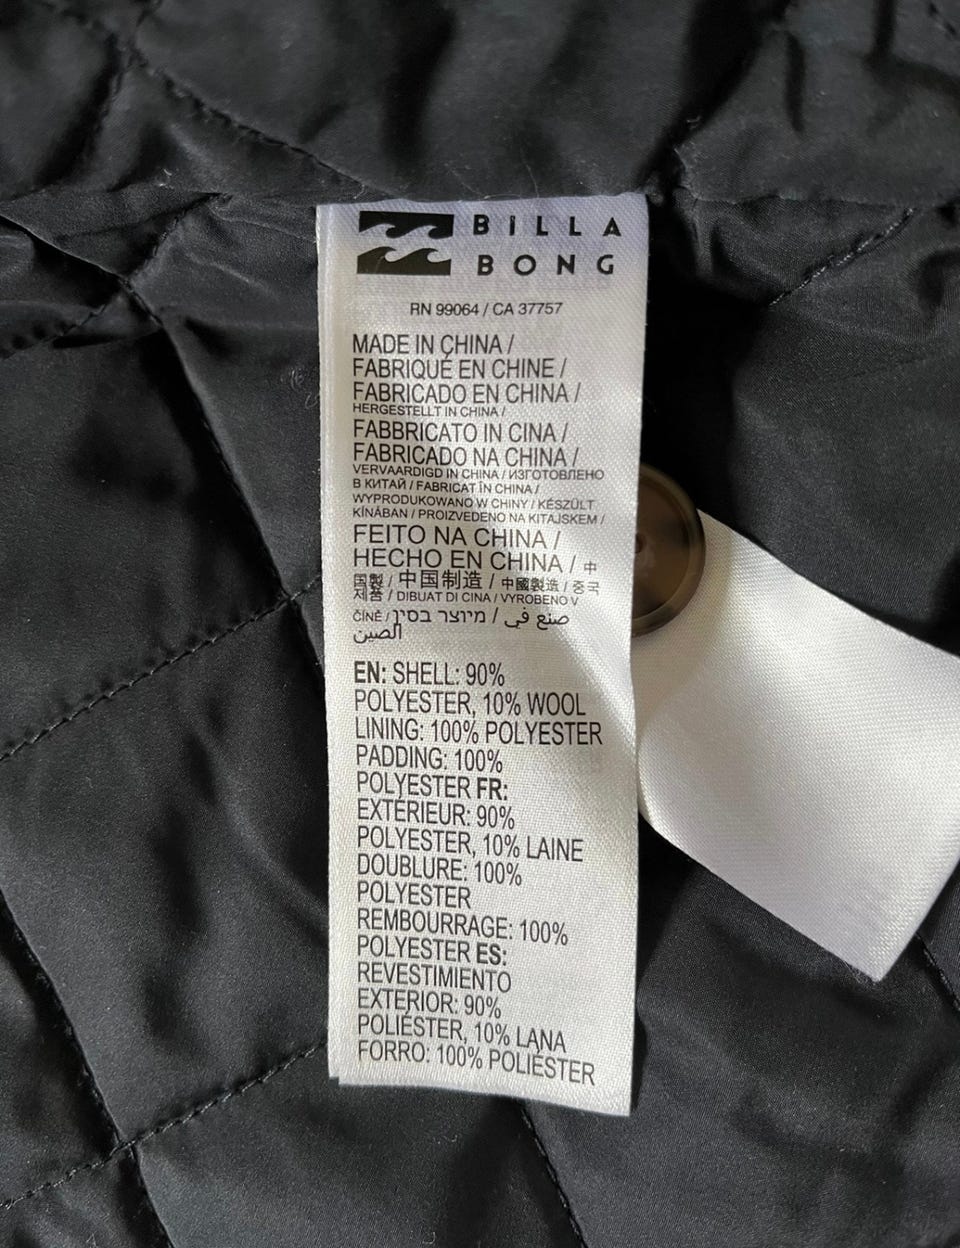 BILLA
BONG
RN 99064 / CA 37757
MADE IN CHINA /
FABRIQUÉ EN CHINE /
FABRICADO EN CHINA /
HERGESTELLT IN CHINA /
FABBRICATO IN CINA /
FABRICADO NA CHINA /
VERVAARDIGD IN CHINA / ИЗГОТОВЛЕНО
В КИТАЙ / FABRICAT ÎN CHINA /
WYPRODUKOWANO W CHINY / KÉSZÜLT
KÍNÁBAN / PROIZVEDENO NA KITAJSKEM /
FEITO NA CHINA /
HECHO EN CHINA / 中
国製 / 中国制造 / 中國製造 / 중국
제품 / DIBUAT DI CINA / VYROBENO V
ČÍNĚ / מיוצר בסין / صنع في
الصين
EN: SHELL: 90%
POLYESTER, 10% WOOL
LINING: 100% POLYESTER
PADDING: 100%
POLYESTER FR:
EXTÉRIEUR: 90%
POLYESTER, 10% LAINE
DOUBLURE: 100%
POLYESTER
REMBOURRAGE: 100%
POLYESTER ES:
REVESTIMIENTO
EXTERIOR: 90%
POLIÉSTER, 10% LANA
FORRO: 100% POLIÉSTER